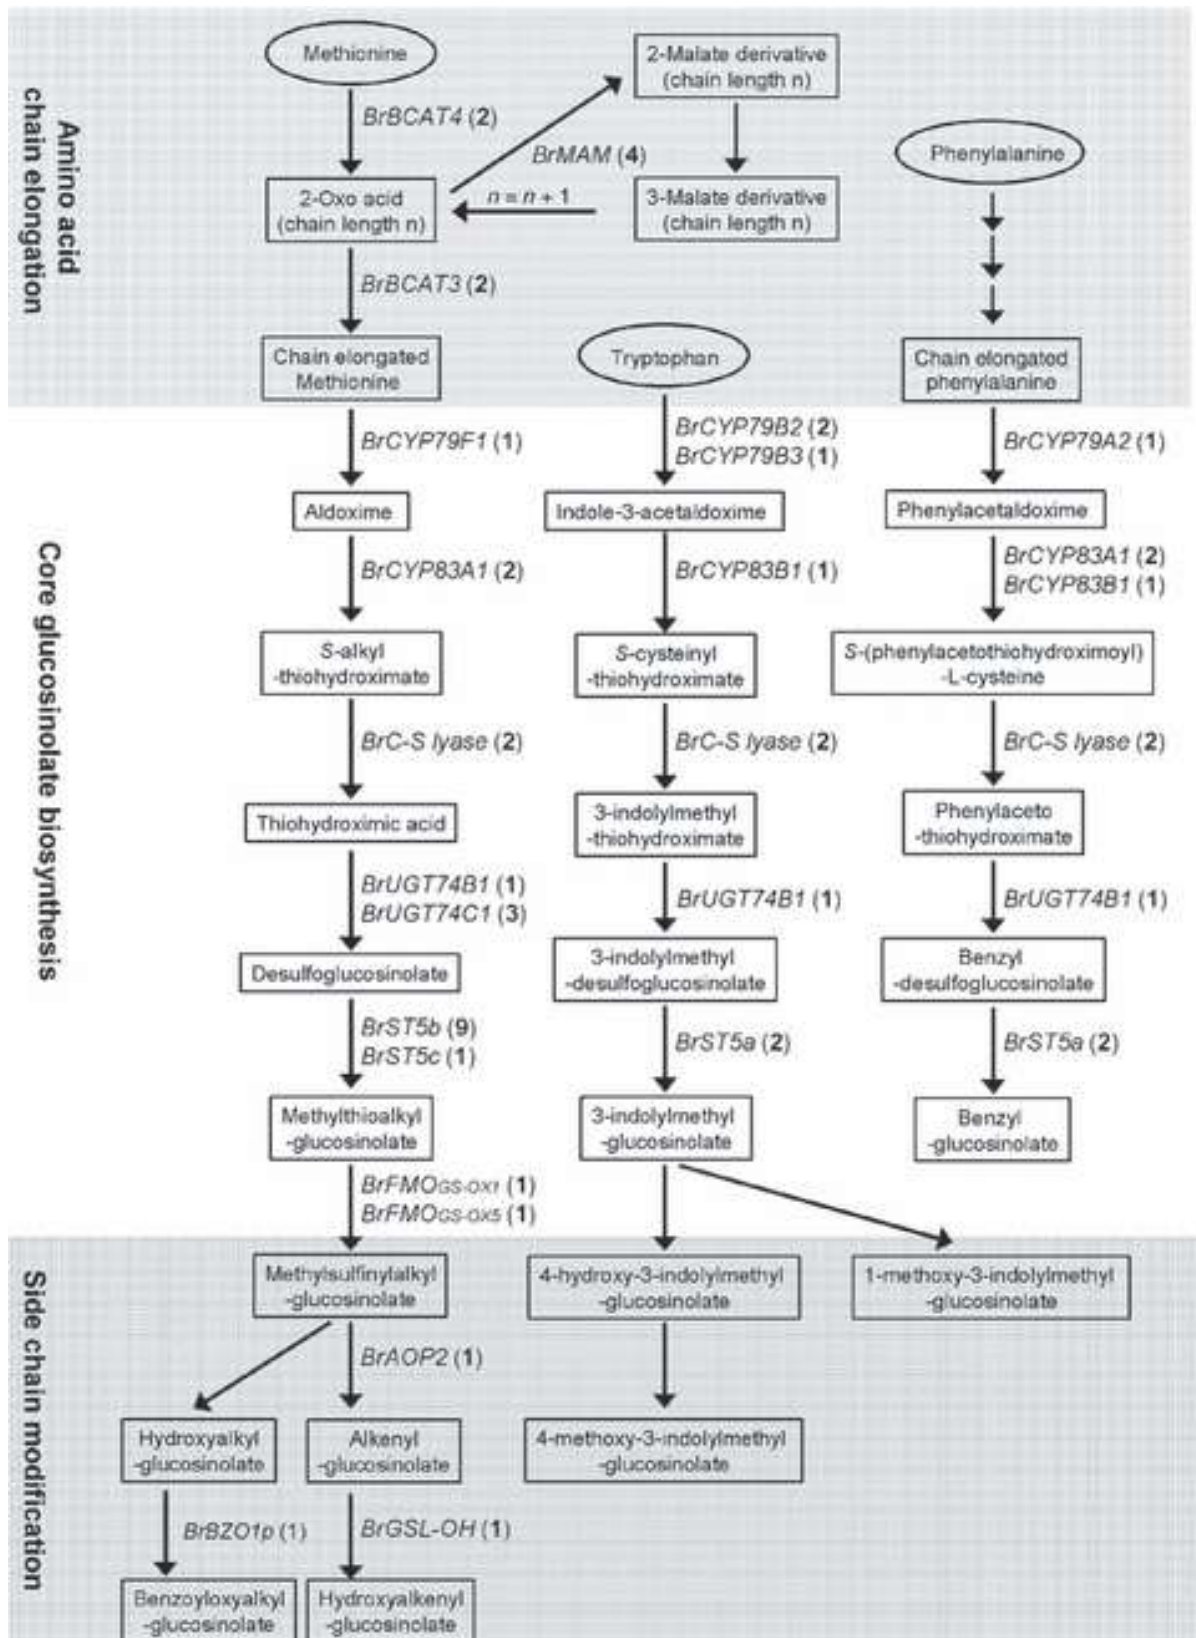 Amino acid
chain elongation
Methionine
2-Malate derivative
(chain length n)
BrBCAT4 (2)
BrMAM (4)
Phenylalanine
2-Oxo acid
(chain length n)
n = n + 1
3-Malate derivative
(chain length n)
BrBCAT3 (2)
Chain elongated
Methionine
Tryptophan
Chain elongated
phenylalanine
Core glucosinolate biosynthesis
BrCYP79F1 (1)
BrCYP79B2 (2)
BrCYP79B3 (1)
BrCYP79A2 (1)
Aldoxime
Indole-3-acetaldoxime
Phenylacetaldoxime
BrCYP83A1 (2)
BrCYP83B1 (1)
BrCYP83A1 (2)
BrCYP83B1 (1)
S-alkyl
-thiohydroximate
S-cysteinyl
-thiohydroximate
S-(phenylacetothiohydroximoyl)
-L-cysteine
BrC-S lyase (2)
BrC-S lyase (2)
BrC-S lyase (2)
Thiohydroximic acid
3-indolylmethyl
-thiohydroximate
Phenylaceto
-thiohydroximate
BrUGT74B1 (1)
BrUGT74C1 (3)
BrUGT74B1 (1)
BrUGT74B1 (1)
Desulfoglucosinolate
3-indolylmethyl
-desulfoglucosinolate
Benzyl
-desulfoglucosinolate
BrST5b (9)
BrST5c (1)
BrST5a (2)
BrST5a (2)
Methylthioalkyl
-glucosinolate
3-indolylmethyl
-glucosinolate
Benzyl
-glucosinolate
BrFMOGS-OX1 (1)
BrFMOGS-OX5 (1)
Side chain modification
Methylsulfinylalkyl
-glucosinolate
4-hydroxy-3-indolylmethyl
-glucosinolate
1-methoxy-3-indolylmethyl
-glucosinolate
BrAOP2 (1)
Hydroxyalkyl
-glucosinolate
Alkenyl
-glucosinolate
4-methoxy-3-indolylmethyl
-glucosinolate
BrBZO1p (1)
BrGSL-OH (1)
Benzoyloxyalkyl
-glucosinolate
Hydroxyalkenyl
-glucosinolate